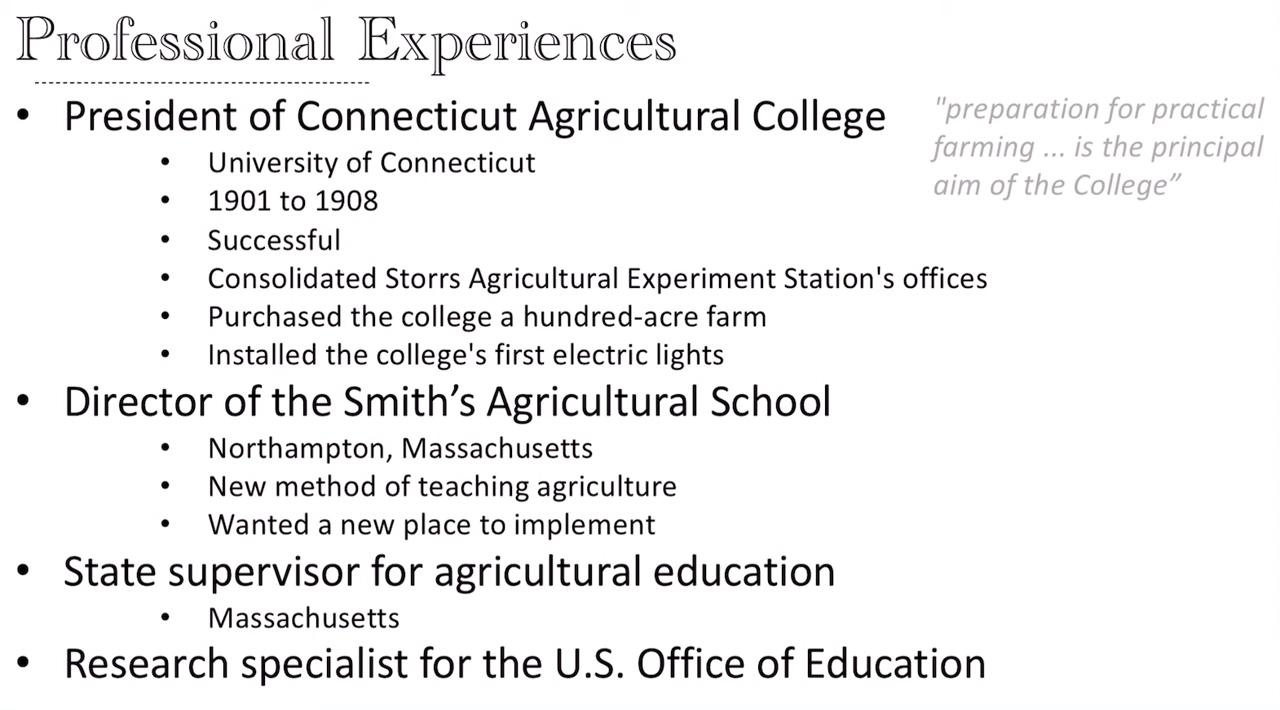 Professional Experiences
• President of Connecticut Agricultural College
• University of Connecticut
• 1901 to 1908
• Successful
• Consolidated Storrs Agricultural Experiment Station's offices
• Purchased the college a hundred-acre farm
• Installed the college's first electric lights
• Director of the Smith’s Agricultural School
• Northampton, Massachusetts
• New method of teaching agriculture
• Wanted a new place to implement
• State supervisor for agricultural education
• Massachusetts
• Research specialist for the U.S. Office of Education
"preparation for practical
farming ... is the principal
aim of the College”